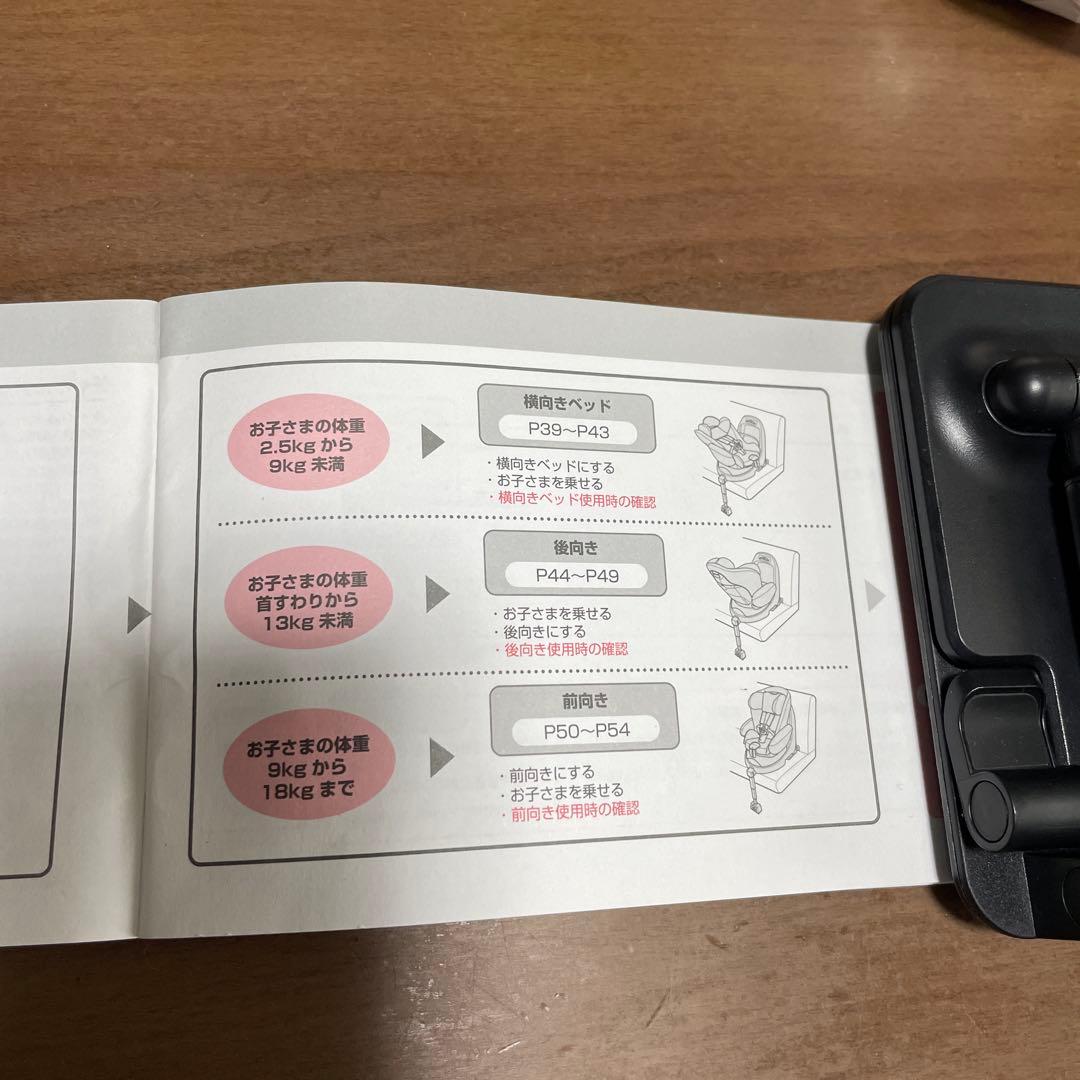 お子さまの体重
2.5kg から
9kg 未満
横向きベッド
P39～P43
・横向きベッドにする
・お子さまを乗せる
・横向きベッド使用時の確認
お子さまの体重
首すわりから
13kg 未満
後向き
P44～P49
・お子さまを乗せる
・後向きにする
・後向き使用時の確認
お子さまの体重
9kg から
18kg まで
前向き
P50～P54
・前向きにする
・お子さまを乗せる
・前向き使用時の確認